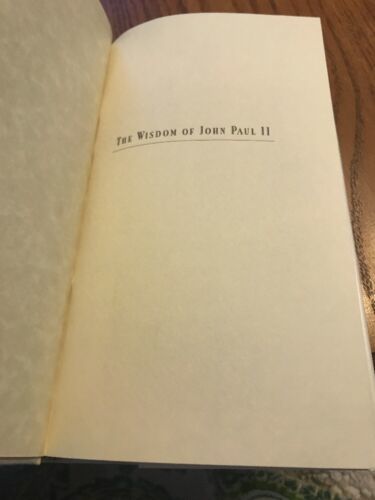 THE WISDOM OF JOHN PAUL II